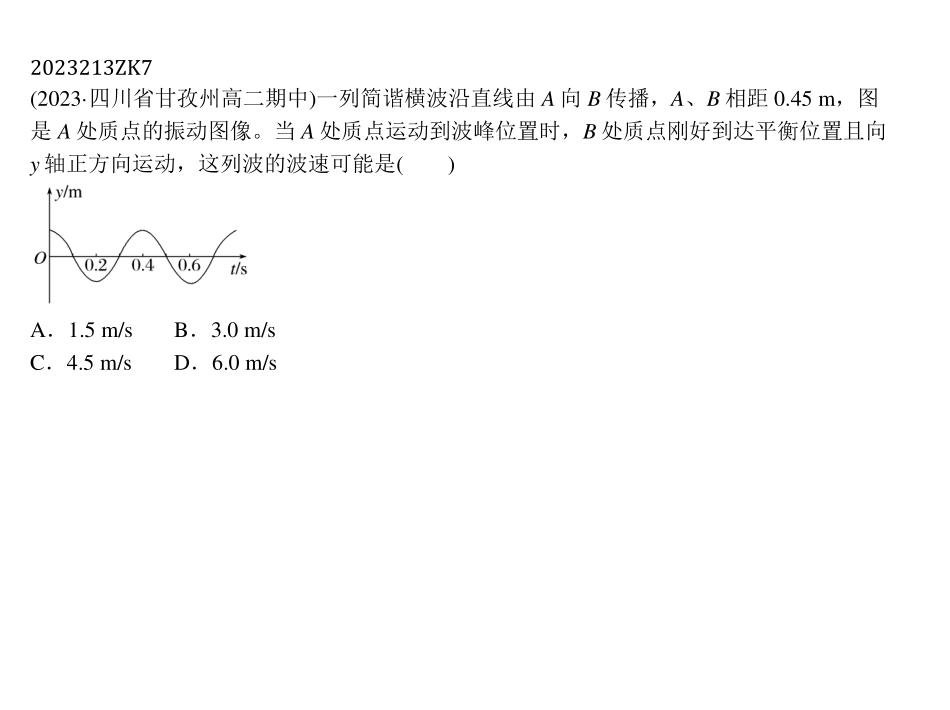 2023213ZK7
(2023·四川省甘孜州高二期中)一列简谐横波沿直线由 A 向 B 传播，A、B 相距 0.45 m，图
是 A 处质点的振动图像。当 A 处质点运动到波峰位置时，B 处质点刚好到达平衡位置且向
y 轴正方向运动，这列波的波速可能是(　　)
y/m
O 0.2 0.4 0.6 t/s
A．1.5 m/s　　B．3.0 m/s
C．4.5 m/s　　D．6.0 m/s